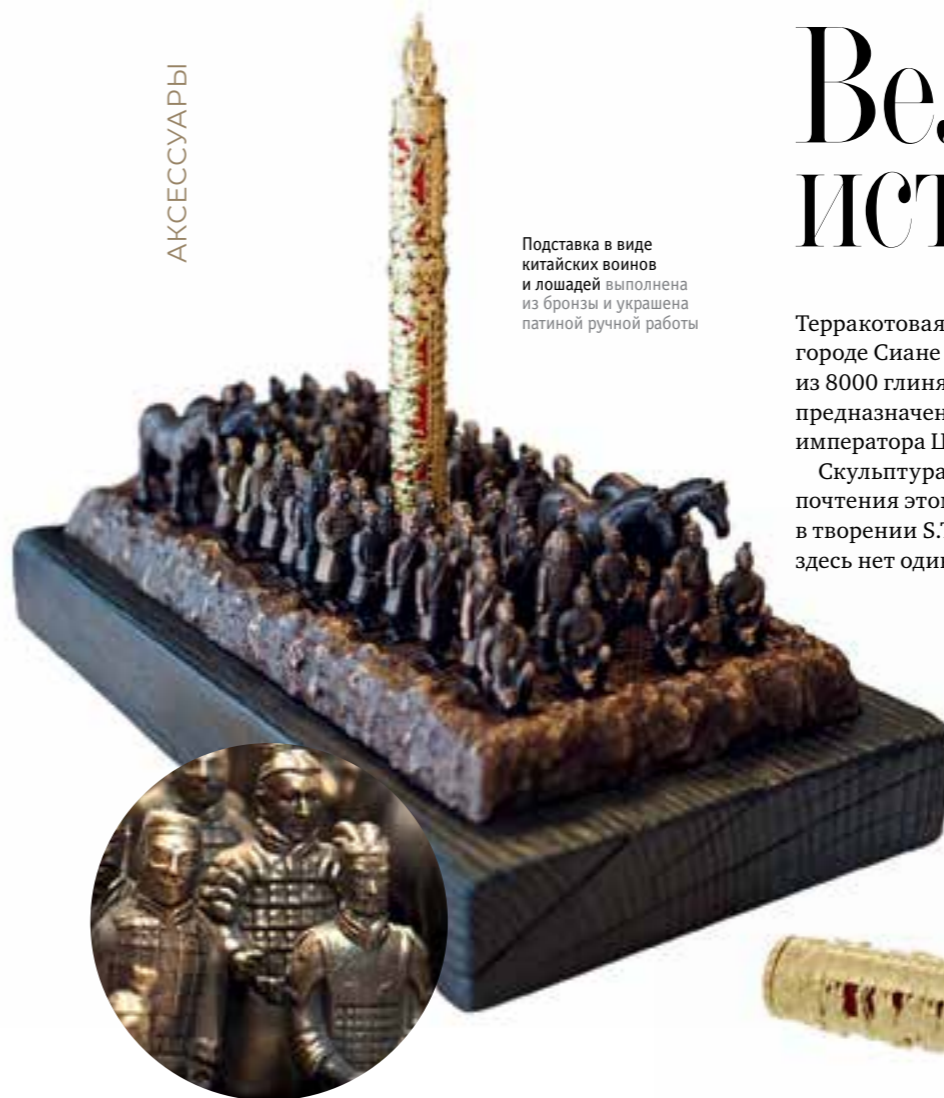 АКСЕССУАРЫ
Подставка в виде
китайских воинов
и лошадей выполнена
из бронзы и украшена
патиной ручной работы
Ве
ист
Терракотовая
городе Сиане
из 8000 глиня
предназначен
императора
Скульптура
почтения это
в творении S.
здесь нет один